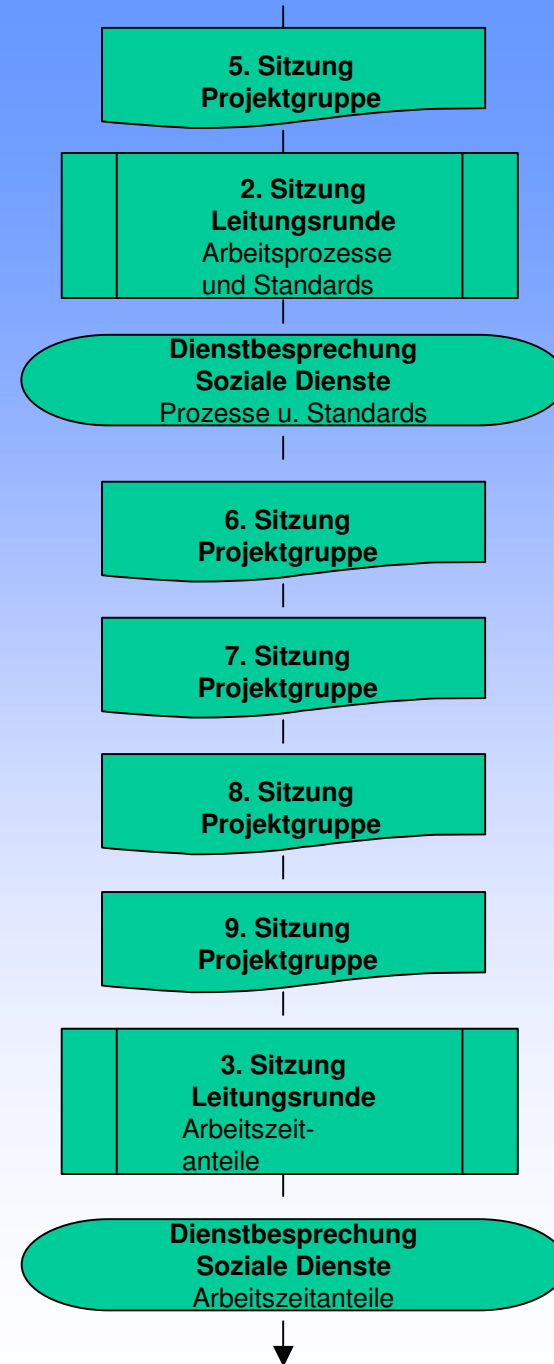 5. Sitzung
Projektgruppe
2. Sitzung
Leitungsrunde
Arbeitsprozesse
und Standards
Dienstbesprechung
Soziale Dienste
Prozesse u. Standards
6. Sitzung
Projektgruppe
7. Sitzung
Projektgruppe
8. Sitzung
Projektgruppe
9. Sitzung
Projektgruppe
3. Sitzung
Leitungsrunde
Arbeitszeit-
anteile
Dienstbesprechung
Soziale Dienste
Arbeitszeitanteile